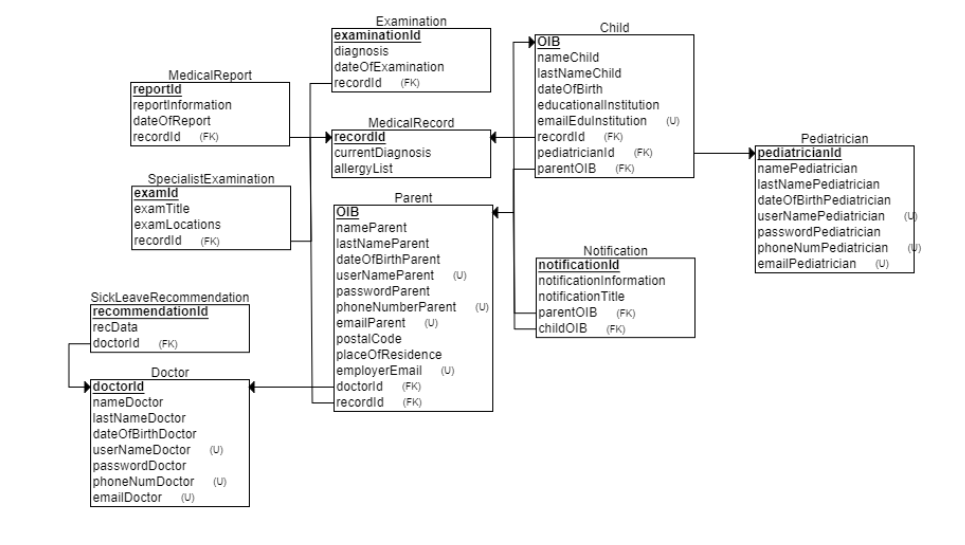 Examination
examinationId
diagnosis
dateOfExamination
recordId (FK)
Child
OIB
nameChild
lastNameChild
dateOfBirth
educationalInstitution
emailEduInstitution (U)
recordId (FK)
pediatricianId (FK)
parentOIB (FK)
MedicalReport
reportId
reportInformation
dateOfReport
recordId (FK)
MedicalRecord
recordId
currentDiagnosis
allergyList
Pediatrician
pediatricianId
namePediatrician
lastNamePediatrician
dateOfBirthPediatrician
userNamePediatrician (U)
passwordPediatrician
phoneNumPediatrician (U)
emailPediatrician (U)
SpecialistExamination
examId
examTitle
examLocations
recordId (FK)
Parent
OIB
nameParent
lastNameParent
dateOfBirthParent
userNameParent (U)
passwordParent
phoneNumberParent (U)
emailParent (U)
postalCode
placeOfResidence
employerEmail (U)
doctorId (FK)
recordId (FK)
Notification
notificationId
notificationInformation
notificationTitle
parentOIB (FK)
childOIB (FK)
SickLeaveRecommendation
recommendationId
recData
doctorId (FK)
Doctor
doctorId
nameDoctor
lastNameDoctor
dateOfBirthDoctor
userNameDoctor (U)
passwordDoctor
phoneNumDoctor (U)
emailDoctor (U)